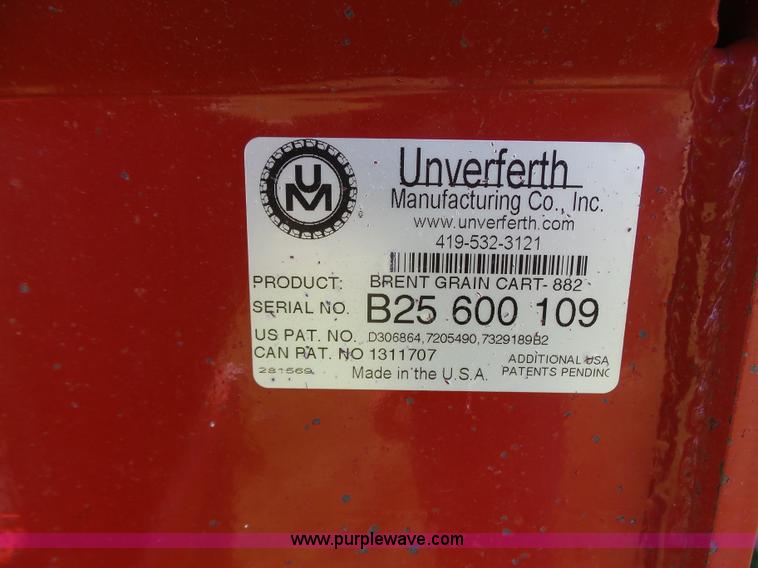 UM
Unverferth
Manufacturing Co., Inc.
www.unverferth.com
419-532-3121
PRODUCT: BRENT GRAIN CART- 882
SERIAL NO. B25 600 109
US PAT. NO. D306864,7205490,7329189B2
CAN PAT. NO 1311707
ADDITIONAL USA
PATENTS PENDING
281569 Made in the U.S.A.
www.purplewave.com